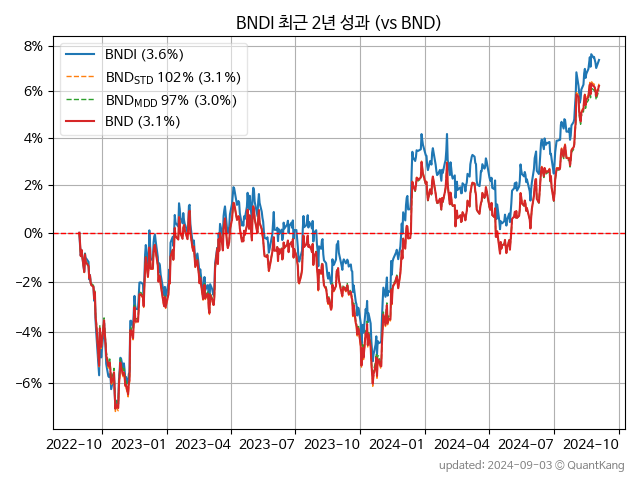 BNDI 최근 2년 성과 (vs BND)
BNDI (3.6%)
BND_STD 102% (3.1%)
BND_MDD 97% (3.0%)
BND (3.1%)
8%
6%
4%
2%
0%
−2%
−4%
−6%
2022-10 2023-01 2023-04 2023-07 2023-10 2024-01 2024-04 2024-07 2024-10
updated: 2024-09-03 © QuantKang